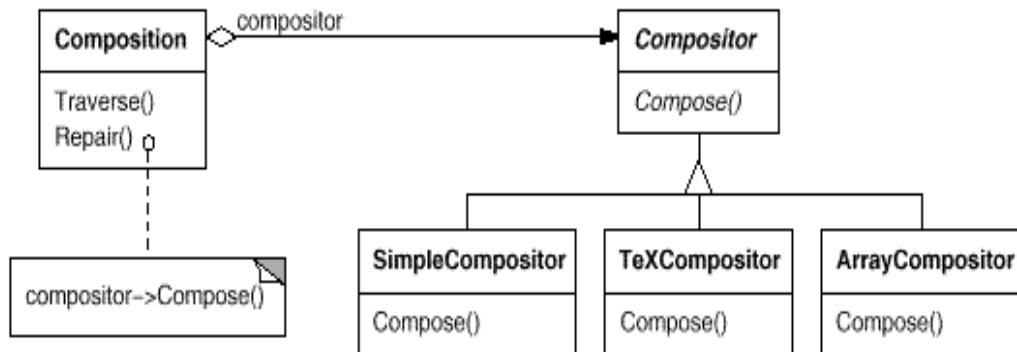 Composition
Traverse()
Repair()
compositor
Compositor
Compose()
compositor->Compose()
SimpleCompositor
Compose()
TeXCompositor
Compose()
ArrayCompositor
Compose()